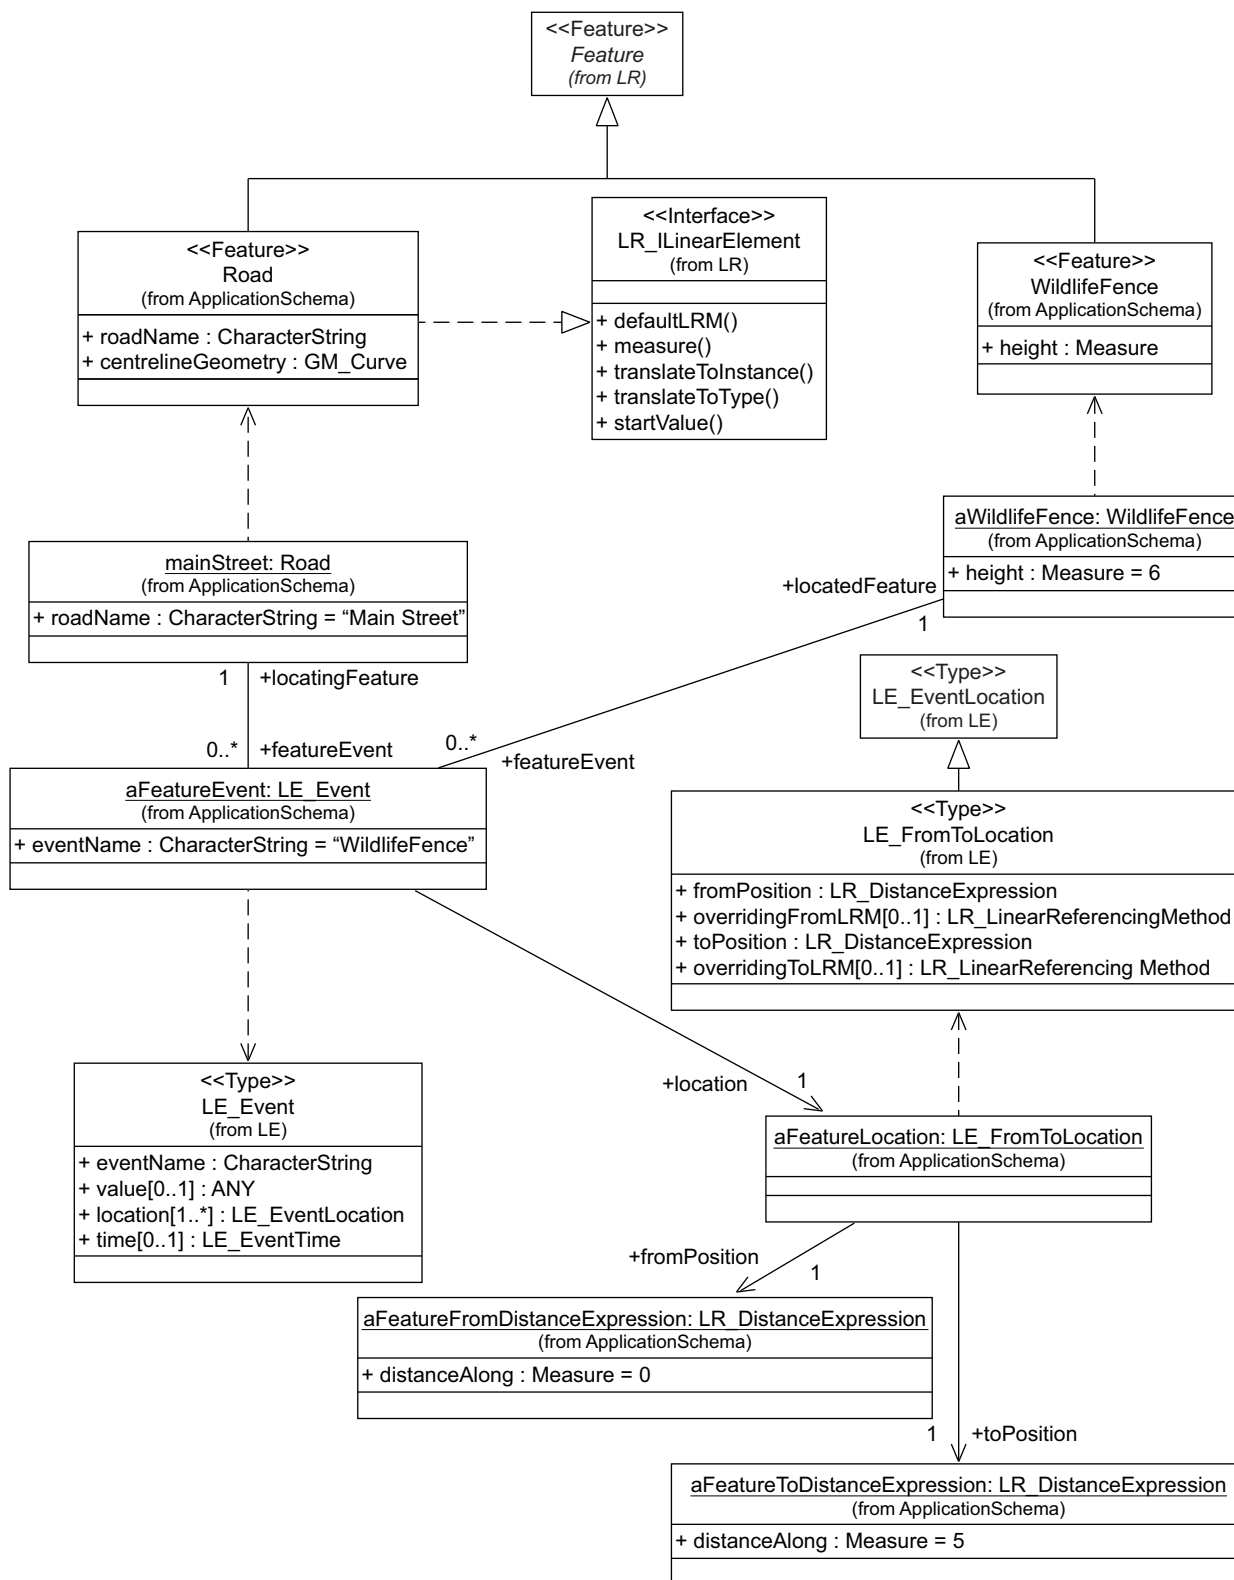 <<Feature>>
Feature
(from LR)
<<Feature>>
Road
(from ApplicationSchema)
+ roadName : CharacterString
+ centrelineGeometry : GM_Curve
<<Interface>>
LR_ILinearElement
(from LR)
+ defaultLRM()
+ measure()
+ translateToInstance()
+ translateToType()
+ startValue()
<<Feature>>
WildlifeFence
(from ApplicationSchema)
+ height : Measure
mainStreet: Road
(from ApplicationSchema)
+ roadName : CharacterString = “Main Street”
aWildlifeFence: WildlifeFence
(from ApplicationSchema)
+ height : Measure = 6
+locatedFeature
1
1
+locatingFeature
0..*
+featureEvent
0..*
+featureEvent
<<Type>>
LE_EventLocation
(from LE)
aFeatureEvent: LE_Event
(from ApplicationSchema)
+ eventName : CharacterString = “WildlifeFence”
<<Type>>
LE_FromToLocation
(from LE)
+ fromPosition : LR_DistanceExpression
+ overridingFromLRM[0..1] : LR_LinearReferencingMethod
+ toPosition : LR_DistanceExpression
+ overridingToLRM[0..1] : LR_LinearReferencing Method
<<Type>>
LE_Event
(from LE)
+ eventName : CharacterString
+ value[0..1] : ANY
+ location[1..*] : LE_EventLocation
+ time[0..1] : LE_EventTime
+location
1
aFeatureLocation: LE_FromToLocation
(from ApplicationSchema)
+fromPosition
1
aFeatureFromDistanceExpression: LR_DistanceExpression
(from ApplicationSchema)
+ distanceAlong : Measure = 0
1
+toPosition
aFeatureToDistanceExpression: LR_DistanceExpression
(from ApplicationSchema)
+ distanceAlong : Measure = 5